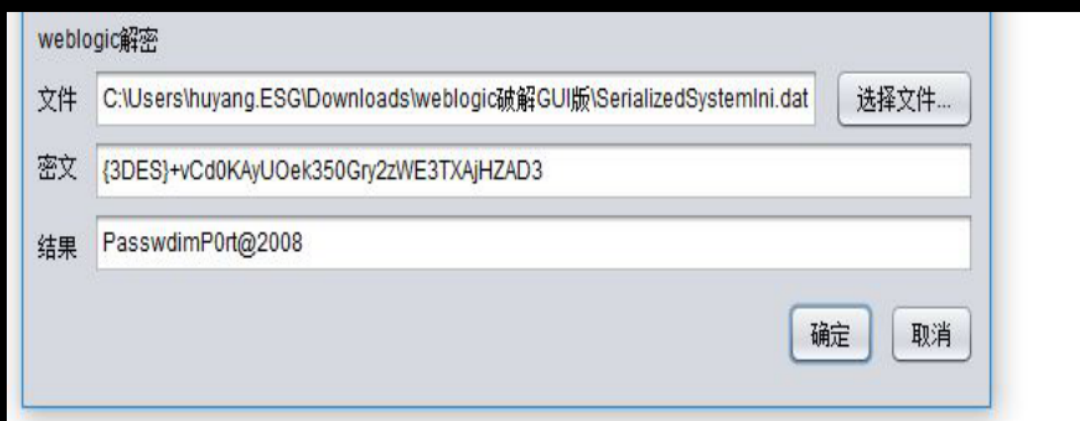 weblogic解密
文件 C:\Users\huyang.ESG\Downloads\weblogic破解GUI版\SerializedSystemIni.dat 选择文件...
密文 {3DES}+vCd0KAyUOek350Gry2zWE3TXAjHZAD3
结果 PasswdimP0rt@2008
确定 取消